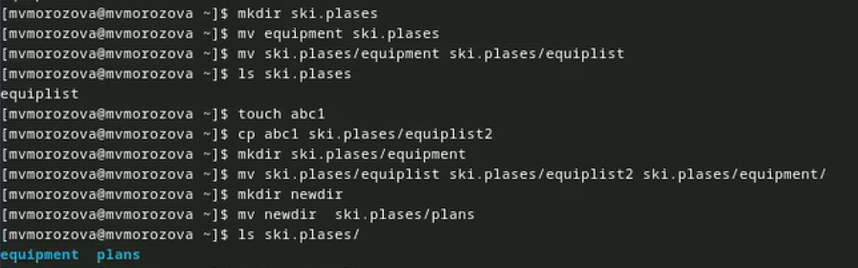 [mvmorozova@mvmorozova ~]$ mkdir ski.plases
[mvmorozova@mvmorozova ~]$ mv equipment ski.plases
[mvmorozova@mvmorozova ~]$ mv ski.plases/equipment ski.plases/equiplist
[mvmorozova@mvmorozova ~]$ ls ski.plases
equiplist
[mvmorozova@mvmorozova ~]$ touch abc1
[mvmorozova@mvmorozova ~]$ cp abc1 ski.plases/equiplist2
[mvmorozova@mvmorozova ~]$ mkdir ski.plases/equipment
[mvmorozova@mvmorozova ~]$ mv ski.plases/equiplist ski.plases/equiplist2 ski.plases/equipment/
[mvmorozova@mvmorozova ~]$ mkdir newdir
[mvmorozova@mvmorozova ~]$ mv newdir  ski.plases/plans
[mvmorozova@mvmorozova ~]$ ls ski.plases/
equipment  plans